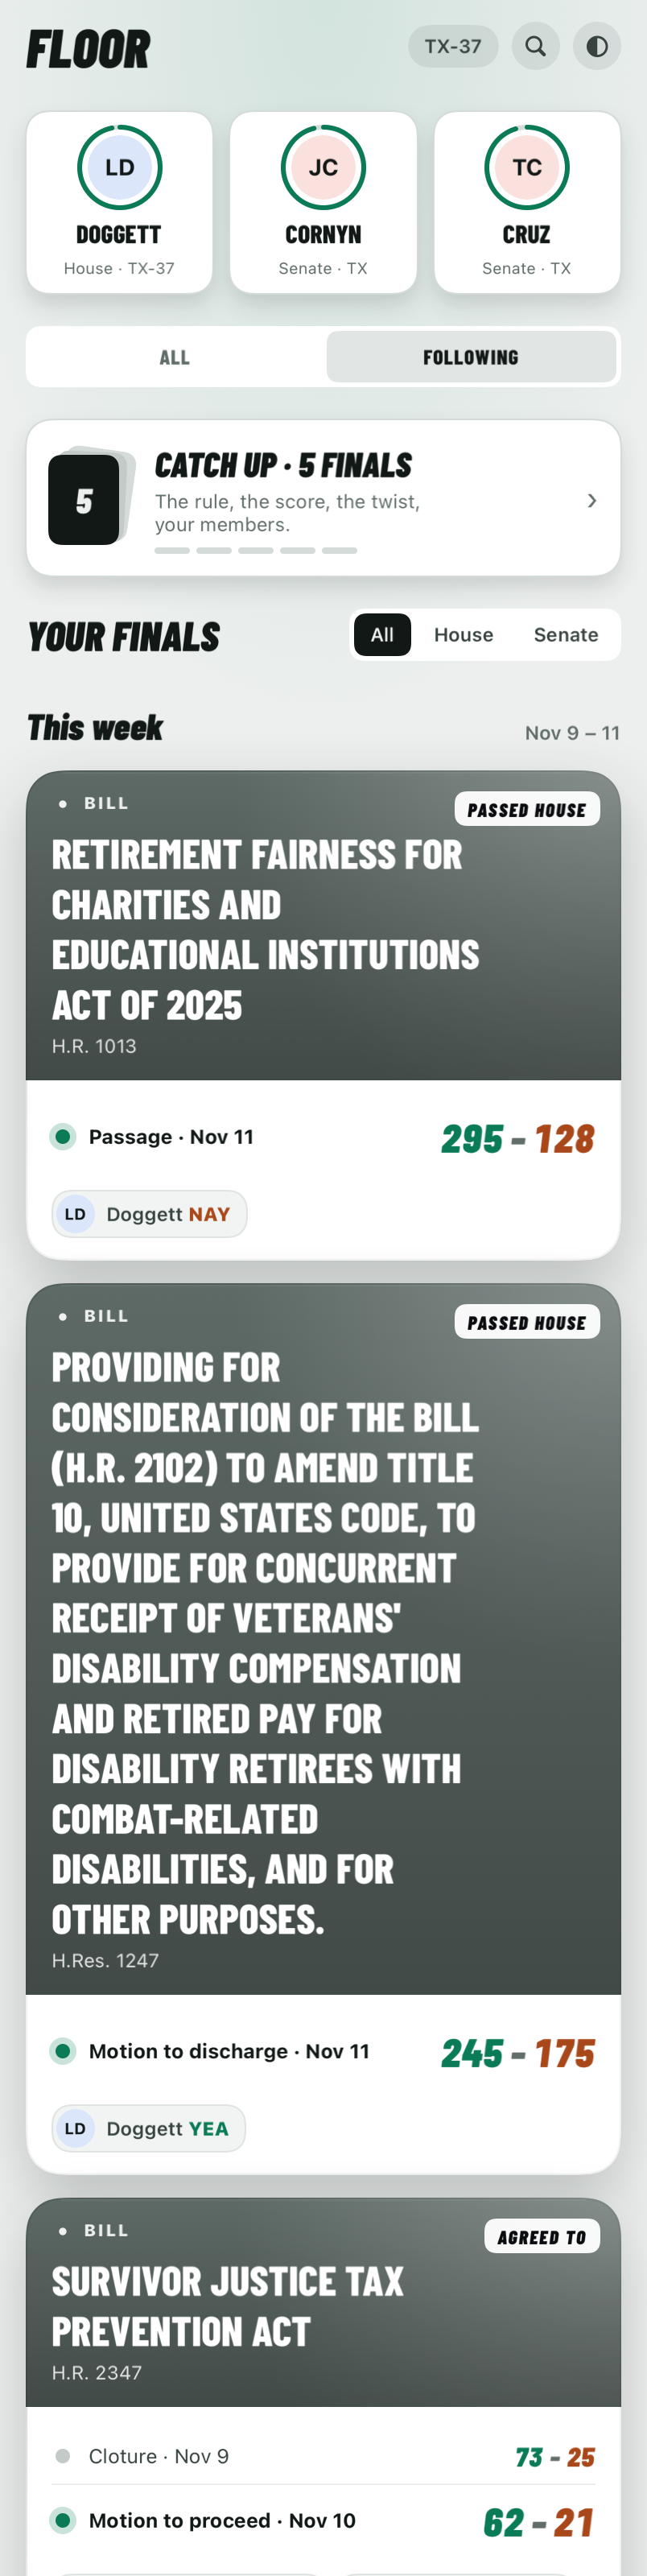 FLOOR
TX-37
LD
DOGGETT
House · TX-37
JC
CORNYN
Senate · TX
TC
CRUZ
Senate · TX
ALL
FOLLOWING
5
CATCH UP · 5 FINALS
The rule, the score, the twist,
your members.
YOUR FINALS
All
House
Senate
This week
Nov 9 – 11
• BILL
PASSED HOUSE
RETIREMENT FAIRNESS FOR
CHARITIES AND
EDUCATIONAL INSTITUTIONS
ACT OF 2025
H.R. 1013
Passage · Nov 11
295 – 128
LD Doggett NAY
• BILL
PASSED HOUSE
PROVIDING FOR
CONSIDERATION OF THE BILL
(H.R. 2102) TO AMEND TITLE
10, UNITED STATES CODE, TO
PROVIDE FOR CONCURRENT
RECEIPT OF VETERANS'
DISABILITY COMPENSATION
AND RETIRED PAY FOR
DISABILITY RETIREES WITH
COMBAT-RELATED
DISABILITIES, AND FOR
OTHER PURPOSES.
H.Res. 1247
Motion to discharge · Nov 11
245 – 175
LD Doggett YEA
• BILL
AGREED TO
SURVIVOR JUSTICE TAX
PREVENTION ACT
H.R. 2347
Cloture · Nov 9
73 – 25
Motion to proceed · Nov 10
62 – 21